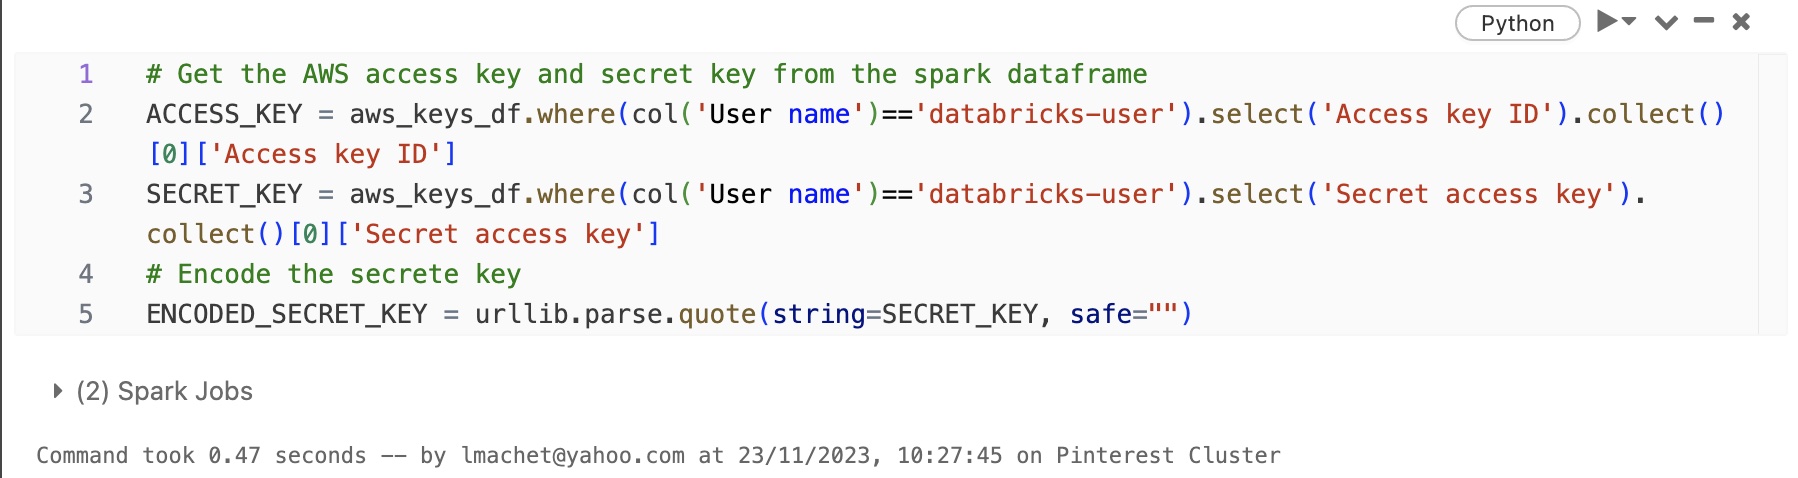 Python
1 # Get the AWS access key and secret key from the spark dataframe
2 ACCESS_KEY = aws_keys_df.where(col('User name')=='databricks-user').select('Access key ID').collect()
[0]['Access key ID']
3 SECRET_KEY = aws_keys_df.where(col('User name')=='databricks-user').select('Secret access key').
collect()[0]['Secret access key']
4 # Encode the secrete key
5 ENCODED_SECRET_KEY = urllib.parse.quote(string=SECRET_KEY, safe="")
(2) Spark Jobs
Command took 0.47 seconds -- by lmachet@yahoo.com at 23/11/2023, 10:27:45 on Pinterest Cluster